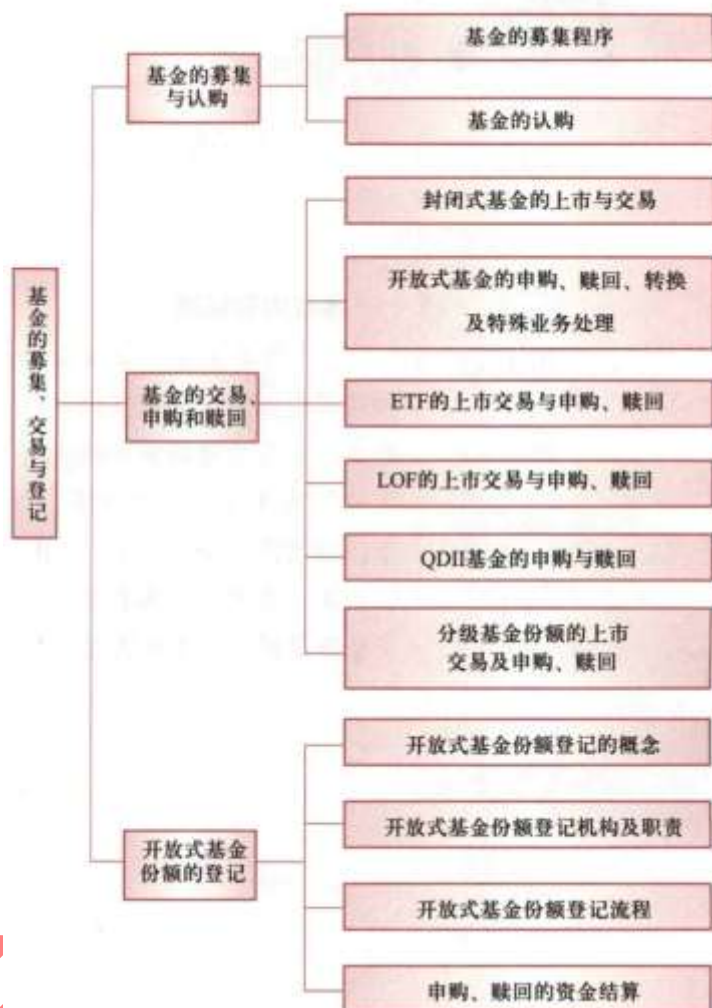 基金的募集、交易与登记
基金的募集
与认购
基金的募集程序
基金的认购
基金的交易、
申购和赎回
封闭式基金的上市与交易
开放式基金的申购、赎回、转换
及特殊业务处理
ETF的上市交易与申购、赎回
LOF的上市交易与申购、赎回
QDII基金的申购与赎回
分级基金份额的上市
交易及申购、赎回
开放式基金
份额的登记
开放式基金份额登记的概念
开放式基金份额登记机构及职责
开放式基金份额登记流程
申购、赎回的资金结算